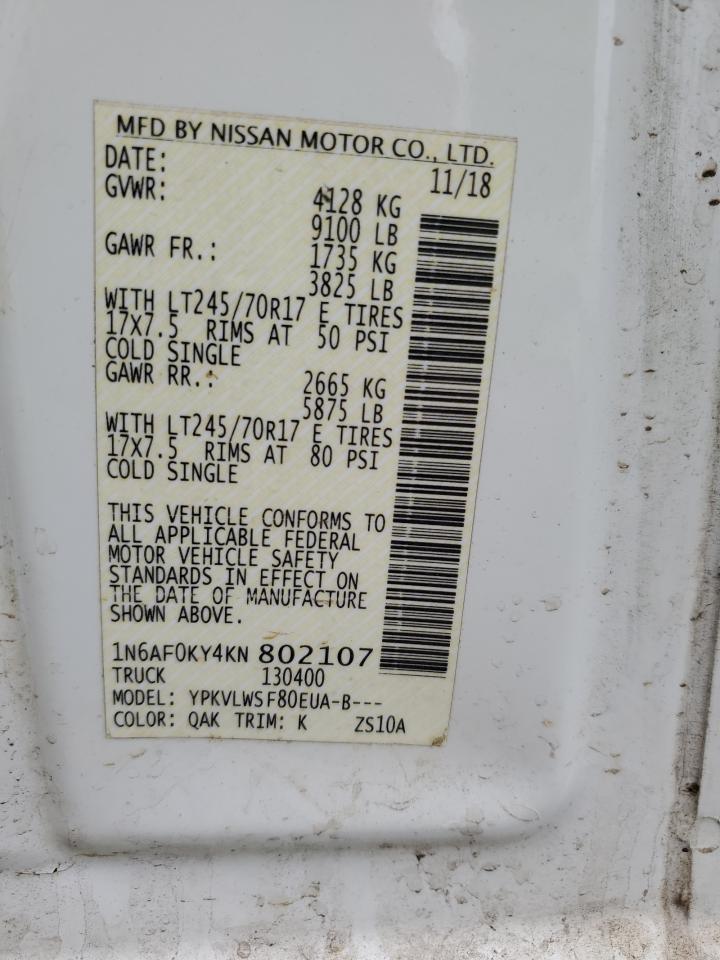 MFD BY NISSAN MOTOR CO., LTD.
DATE: 11/18
GVWR: 4128 KG
9100 LB
GAWR FR.: 1735 KG
3825 LB
WITH LT245/70R17 E TIRES
17X7.5 RIMS AT 50 PSI
COLD SINGLE
GAWR RR.: 2665 KG
5875 LB
WITH LT245/70R17 E TIRES
17X7.5 RIMS AT 80 PSI
COLD SINGLE
THIS VEHICLE CONFORMS TO
ALL APPLICABLE FEDERAL
MOTOR VEHICLE SAFETY
STANDARDS IN EFFECT ON
THE DATE OF MANUFACTURE
SHOWN ABOVE.
1N6AF0KY4KN 802107
TRUCK 130400
MODEL: YPKVLWSF80EUA-B---
COLOR: QAK TRIM: K ZS10A